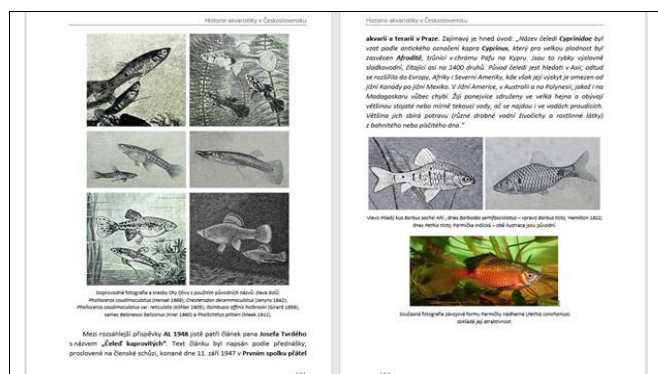 Historie akvaristiky v Československu
Doprovodné fotografie a kresby Oty Olivy s použitím původních názvů; zleva dolů:
Phalloceros caudimaculatus (Hensel 1868); Cnesterodon decemmaculatus (Jenyns 1842);
Phalloceros caudimaculatus var. reticulata (Köhler 1905); Gambusia affinis holbrooki (Girard 1859),
samec Belonesox belizanus (Kner 1860) a Phallichthys pittieri (Meek 1912).
Mezi rozsáhlejší příspěvky AL 1948 jistě patří článek pana Josefa Tvrdého
s názvem „Čeleď kaprovitých“. Text článku byl napsán podle přednášky,
proslovené na členské schůzi, konané dne 11. září 1947 v Prvním spolku přátel
Historie akvaristiky v Československu
akvarií a terarií v Praze. Zajímavý je hned úvod: „Název čeledi Cyprinidae byl
vzat podle antického označení kapra Cyprinus, který pro velkou plodnost byl
zasvěcen Afroditě, trůnící v chrámu Pafu na Kypru. Jsou to rybky výslovně
sladkovodní, čítající asi na 1400 druhů. Původ čeledi jest hledati v Asii; odtud
se rozšířila do Evropy, Afriky i Severní Ameriky, kde však její výskyt je omezen od
jižní Kanady po jižní Mexiko. V Jižní Americe, v Australii a na Polynesii, jakož i na
Madagaskaru vůbec chybí. Žijí ponejvíce sdruženy ve velká hejna a obývají
většinou stojaté nebo mírně tekoucí vody, ač se najdou i ve vodách proudících.
Většina jich sbírá potravu (různé drobné vodní živočichy a rostlinné látky)
z bahnitého nebo písčitého dna.“
Vlevo mladý kus Barbus sachsi Ahl.; dnes Barbodes semifasciolatus – vpravo Barbus ticto, Hamilton 1822,
dnes Pethia ticto; Parmička indická – obě ilustrace jsou původní.
Současná fotografie závojové formy Parmičky nádherné (Pethia conchonius)
dokládá její atraktivnost.